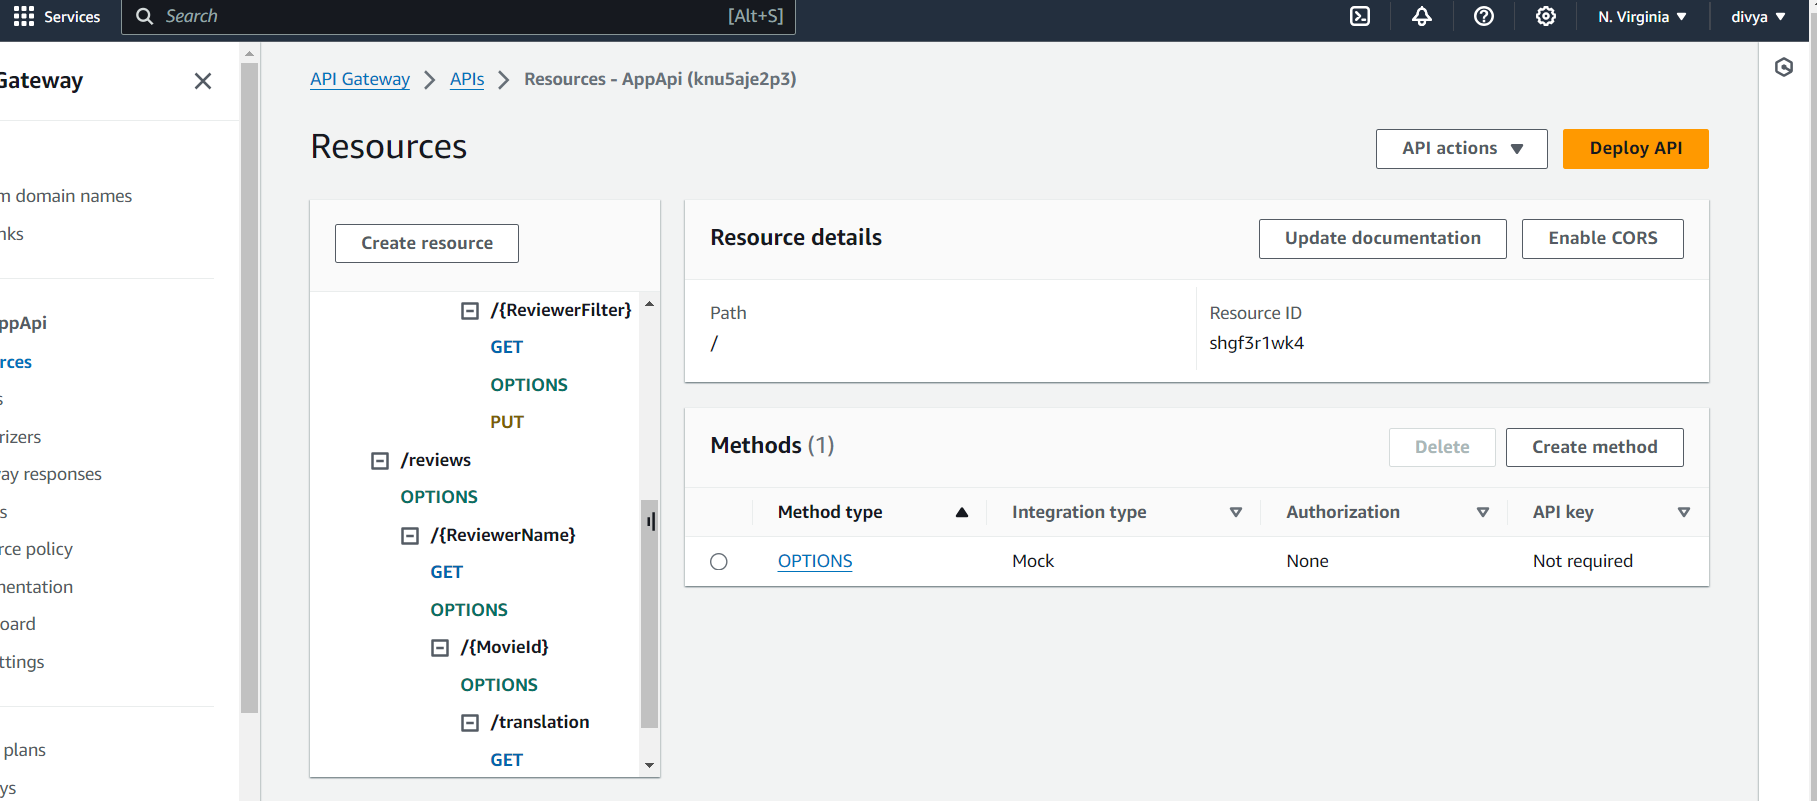 Services
Search
[Alt+S]
N. Virginia
divya
Gateway
API Gateway
APIs
Resources - AppApi (knu5aje2p3)
Resources
API actions
Deploy API
m domain names
nks
ppApi
rces
s
rizers
ay responses
s
rce policy
nentation
oard
ttings
plans
ys
Create resource
/{ReviewerFilter}
GET
OPTIONS
PUT
/reviews
OPTIONS
/{ReviewerName}
GET
OPTIONS
/{MovieId}
OPTIONS
/translation
GET
Resource details
Update documentation
Enable CORS
Path
/
Resource ID
shgf3r1wk4
Methods (1)
Delete
Create method
Method type
Integration type
Authorization
API key
OPTIONS
Mock
None
Not required